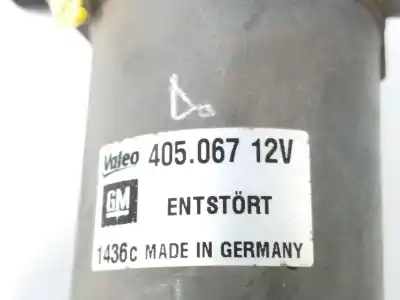 Valeo 405.067 12V
GM ENTSTÖRT
1436c MADE IN GERMANY